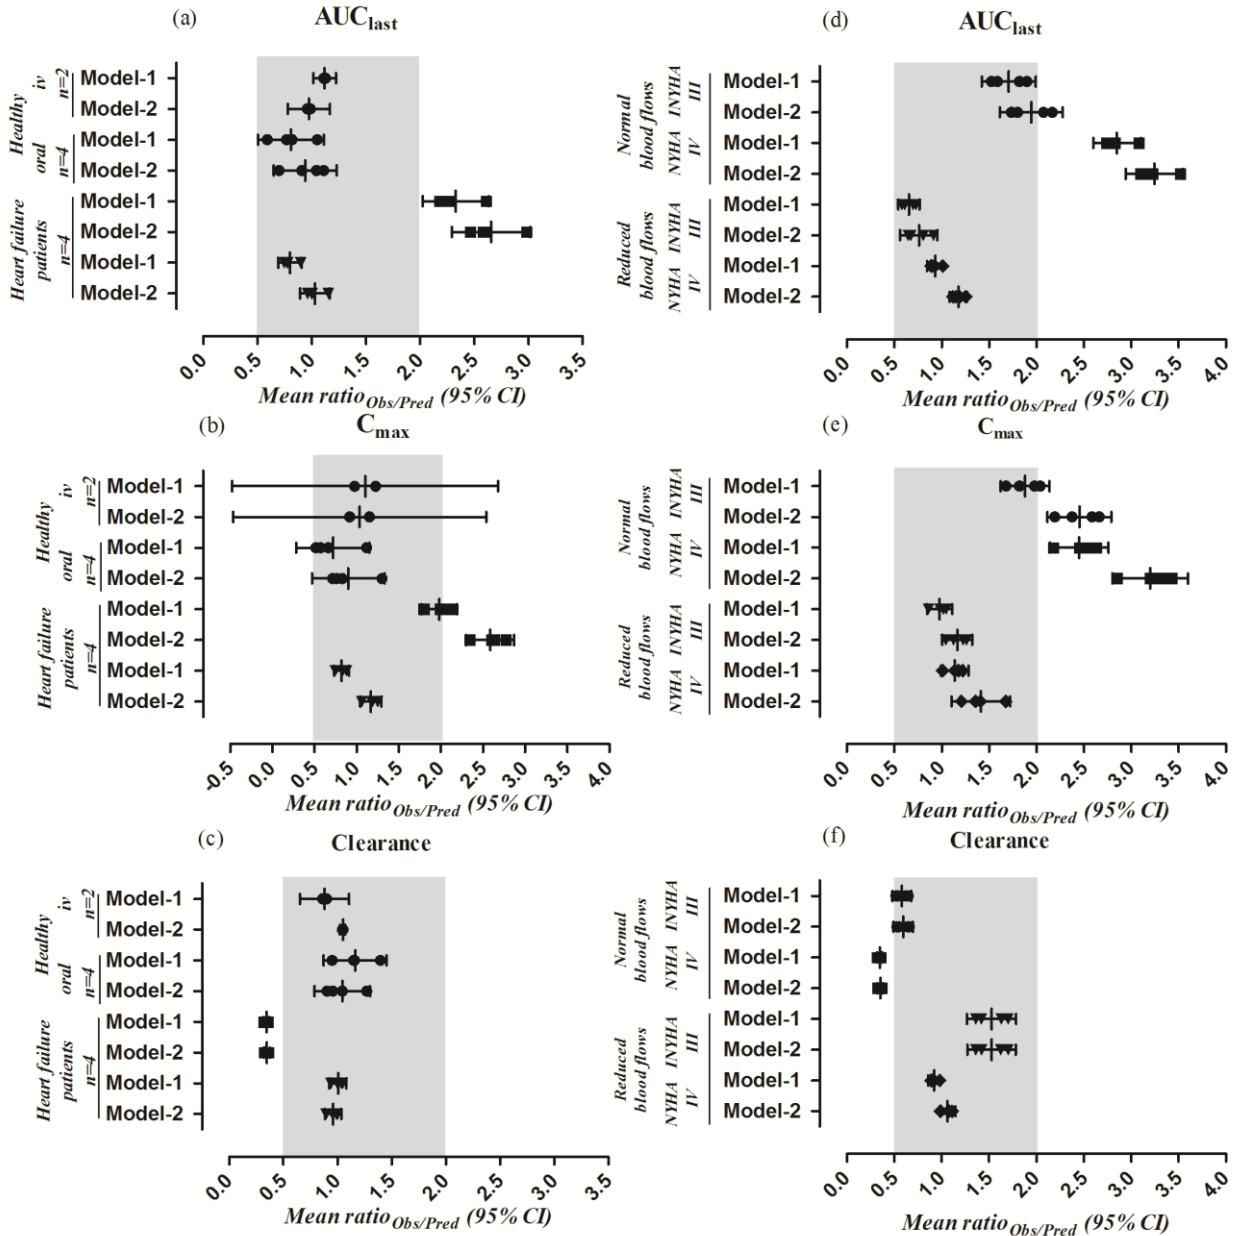 (a)
AUClast
Healthy
iv
n=2
oral
n=4
Heart failure
patients
n=4
Model-1
Model-2
Model-1
Model-2
Model-1
Model-2
Model-1
Model-2
0.0 0.5 1.0 1.5 2.0 2.5 3.0 3.5
Mean ratioObs/Pred (95% CI)
(b)
Cmax
Healthy
iv
n=2
oral
n=4
Heart failure
patients
n=4
Model-1
Model-2
Model-1
Model-2
Model-1
Model-2
Model-1
Model-2
-0.5 0.0 0.5 1.0 1.5 2.0 2.5 3.0 3.5 4.0
Mean ratioObs/Pred (95% CI)
(c)
Clearance
Healthy
iv
n=2
oral
n=4
Heart failure
patients
n=4
Model-1
Model-2
Model-1
Model-2
Model-1
Model-2
Model-1
Model-2
0.0 0.5 1.0 1.5 2.0 2.5 3.0 3.5
Mean ratioObs/Pred (95% CI)
(d)
AUClast
Normal
blood flows
INYHA
III
NYHA
IV
Reduced
blood flows
INYHA
III
NYHA
IV
Model-1
Model-2
Model-1
Model-2
Model-1
Model-2
Model-1
Model-2
0.0 0.5 1.0 1.5 2.0 2.5 3.0 3.5 4.0
Mean ratioObs/Pred (95% CI)
(e)
Cmax
Normal
blood flows
INYHA
III
NYHA
IV
Reduced
blood flows
INYHA
III
NYHA
IV
Model-1
Model-2
Model-1
Model-2
Model-1
Model-2
Model-1
Model-2
0.0 0.5 1.0 1.5 2.0 2.5 3.0 3.5 4.0
Mean ratioObs/Pred (95% CI)
(f)
Clearance
Normal
blood flows
INYHA
III
NYHA
IV
Reduced
blood flows
INYHA
III
NYHA
IV
Model-1
Model-2
Model-1
Model-2
Model-1
Model-2
Model-1
Model-2
0.0 0.5 1.0 1.5 2.0 2.5 3.0 3.5 4.0
Mean ratioObs/Pred (95% CI)